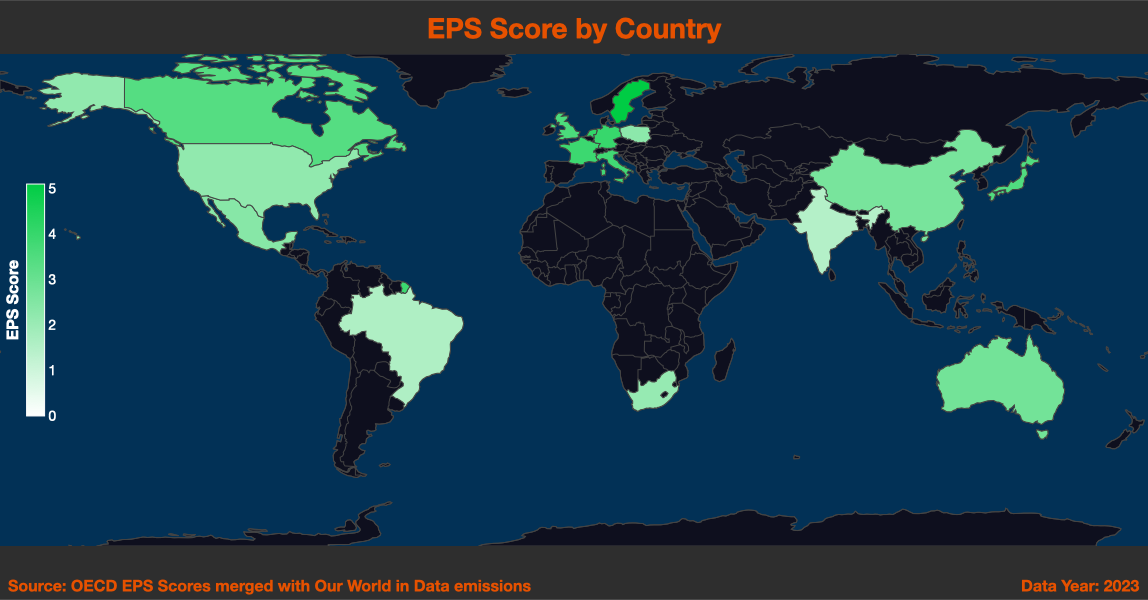 EPS Score by Country
EPS Score
5
4
3
2
1
0
Source: OECD EPS Scores merged with Our World in Data emissions
Data Year: 2023